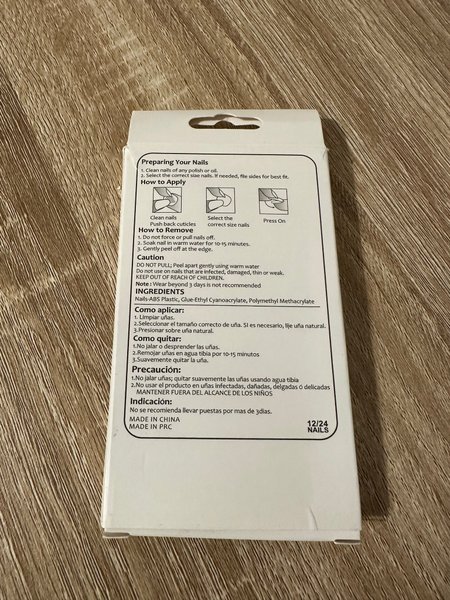 Preparing Your Nails
1. Clean nails of any polish or oil.
2. Select the correct size nails. If needed, file sides for best fit.
How to Apply
Clean nails
Push back cuticles
Select the
correct size nails
Press On
How to Remove
1. Do not force or pull nails off.
2. Soak nail in warm water for 10-15 minutes.
3. Gently peel off at the edge.
Caution
DO NOT PULL; Peel apart gently using warm water
Do not use on nails that are infected, damaged, thin or weak.
KEEP OUT OF REACH OF CHILDREN.
Note : Wear beyond 3 days is not recommended
INGREDIENTS
Nails-ABS Plastic, Glue-Ethyl Cyanoacrylate, Polymethyl Methacrylate
Como aplicar:
1. Limpiar uñas.
2.Seleccionar el tamaño correcto de uña. SI es necesario, lije uña natural.
3.Presionar sobre uña natural.
Como quitar:
1.No jalar o desprender las uñas.
2.Remojar uñas en agua tibia por 10-15 minutos
3.Suavemente quitar la uña.
Precaución:
1.No jalar uñas; quitar suavemente las uñas usando agua tibia
2.No usar el producto en uñas infectadas, dañadas, delgadas ó delicadas
MANTENER FUERA DEL ALCANCE DE LOS NIÑOS
Indicación:
No se recomienda llevar puestas por mas de 3dias.
MADE IN CHINA
MADE IN PRC
12/24
NAILS